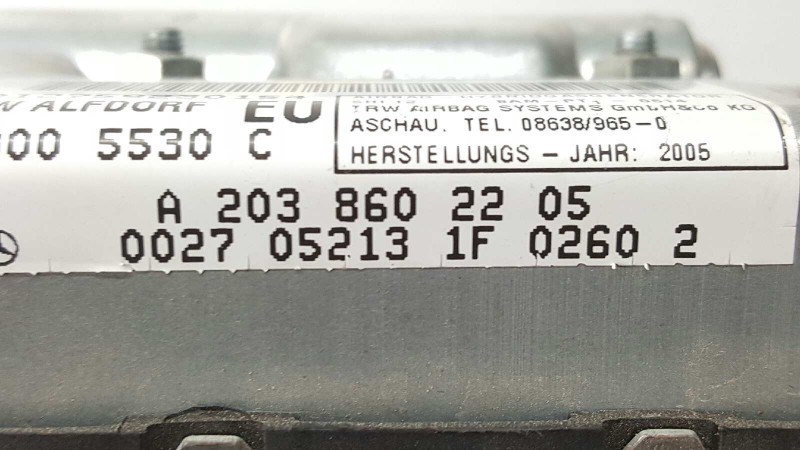 W ALFDORF EU
TRW AIRBAG SYSTEMS GmbH&Co KG
ASCHAU. TEL. 08638/965-0
5530 C
HERSTELLUNGS - JAHR: 2005
A 203 860 22 05
0027 05213 1F 0260 2